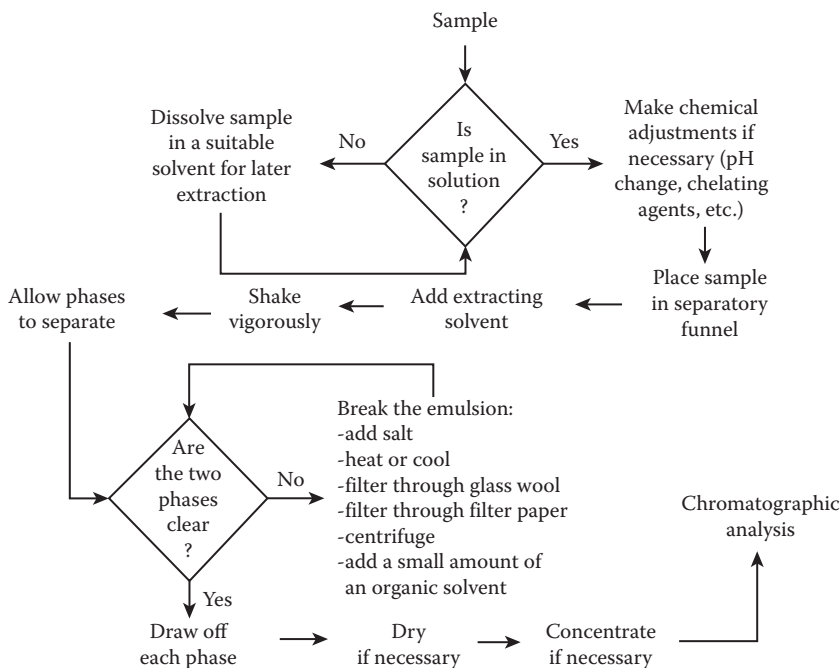 Sample
Is
sample in
solution
?
No
Dissolve sample
in a suitable
solvent for later
extraction
Yes
Make chemical
adjustments if
necessary (pH
change, chelating
agents, etc.)
Place sample
in separatory
funnel
Add extracting
solvent
Shake
vigorously
Allow phases
to separate
Are
the two
phases
clear
?
No
Break the emulsion:
-add salt
-heat or cool
-filter through glass wool
-filter through filter paper
-centrifuge
-add a small amount of
an organic solvent
Yes
Draw off
each phase
Dry
if necessary
Concentrate
if necessary
Chromatographic
analysis